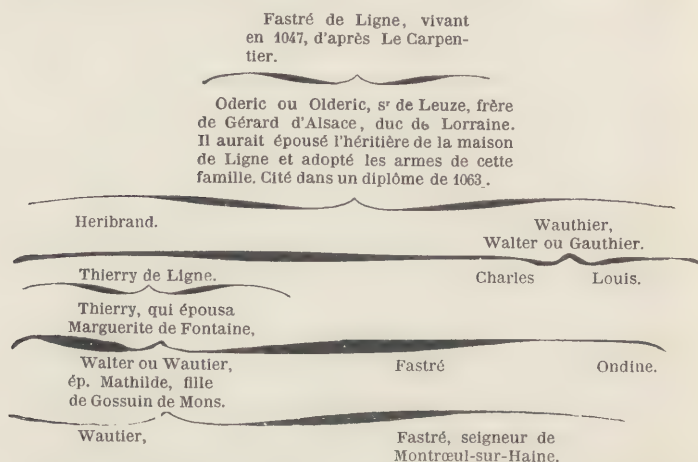 Fastré de Ligne, vivant
en 1047, d'après Le Carpen-
tier.
Oderic ou Olderic, sr de Leuze, frère
de Gérard d'Alsace, duc de Lorraine.
Il aurait épousé l'héritière de la maison
de Ligne et adopté les armes de cette
famille. Cité dans un diplôme de 1063.
Heribrand.
Wauthier,
Walter ou Gauthier.
Thierry de Ligne.
Charles Louis.
Thierry, qui épousa
Marguerite de Fontaine,
Walter ou Wautier,
ép. Mathilde, fille
de Gossuin de Mons.
Fastré
Ondine.
Wautier,
Fastré, seigneur de
Montrœul-sur-Haine.